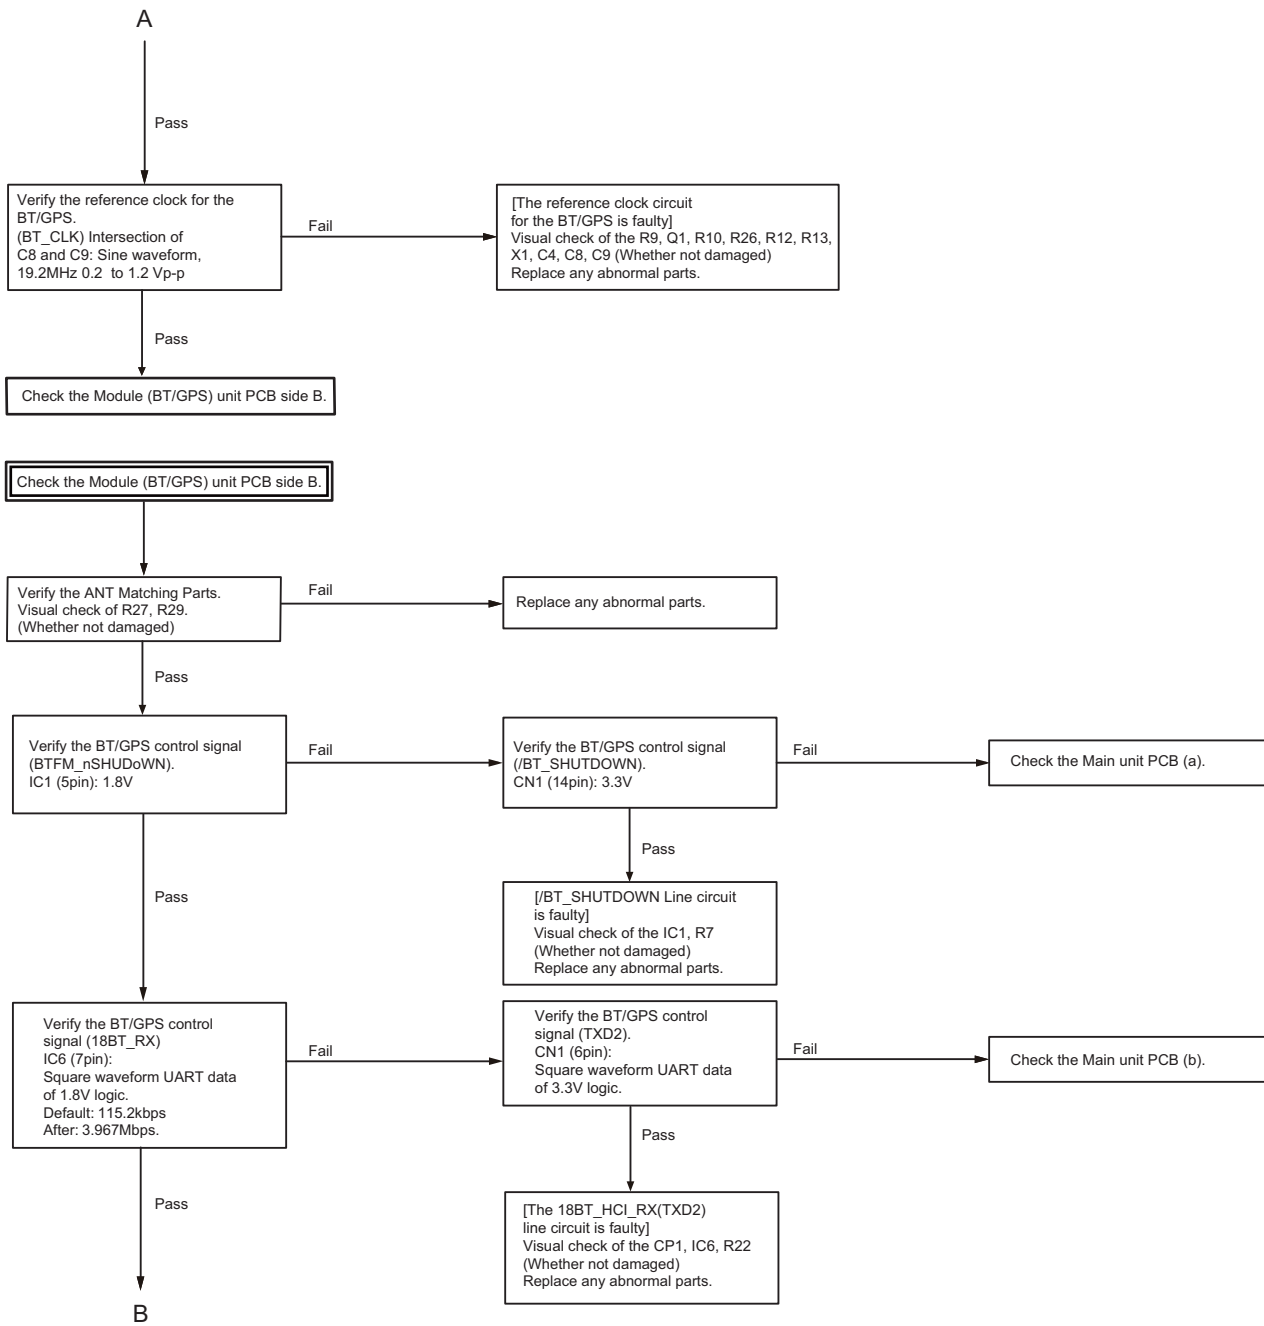 A
Pass
Verify the reference clock for the
BT/GPS.
(BT_CLK) Intersection of
C8 and C9: Sine waveform,
19.2MHz 0.2 to 1.2 Vp-p
Fail
[The reference clock circuit
for the BT/GPS is faulty]
Visual check of the R9, Q1, R10, R26, R12, R13,
X1, C4, C8, C9 (Whether not damaged)
Replace any abnormal parts.
Pass
Check the Module (BT/GPS) unit PCB side B.
Check the Module (BT/GPS) unit PCB side B.
Verify the ANT Matching Parts.
Visual check of R27, R29.
(Whether not damaged)
Fail
Replace any abnormal parts.
Pass
Verify the BT/GPS control signal
(BTFM_nSHUDoWN).
IC1 (5pin): 1.8V
Fail
Verify the BT/GPS control signal
(/BT_SHUTDOWN).
CN1 (14pin): 3.3V
Fail
Check the Main unit PCB (a).
Pass
Pass
[/BT_SHUTDOWN Line circuit
is faulty]
Visual check of the IC1, R7
(Whether not damaged)
Replace any abnormal parts.
Verify the BT/GPS control
signal (18BT_RX)
IC6 (7pin):
Square waveform UART data
of 1.8V logic.
Default: 115.2kbps
After: 3.967Mbps.
Fail
Verify the BT/GPS control
signal (TXD2).
CN1 (6pin):
Square waveform UART data
of 3.3V logic.
Fail
Check the Main unit PCB (b).
Pass
Pass
[The 18BT_HCI_RX(TXD2)
line circuit is faulty]
Visual check of the CP1, IC6, R22
(Whether not damaged)
Replace any abnormal parts.
B